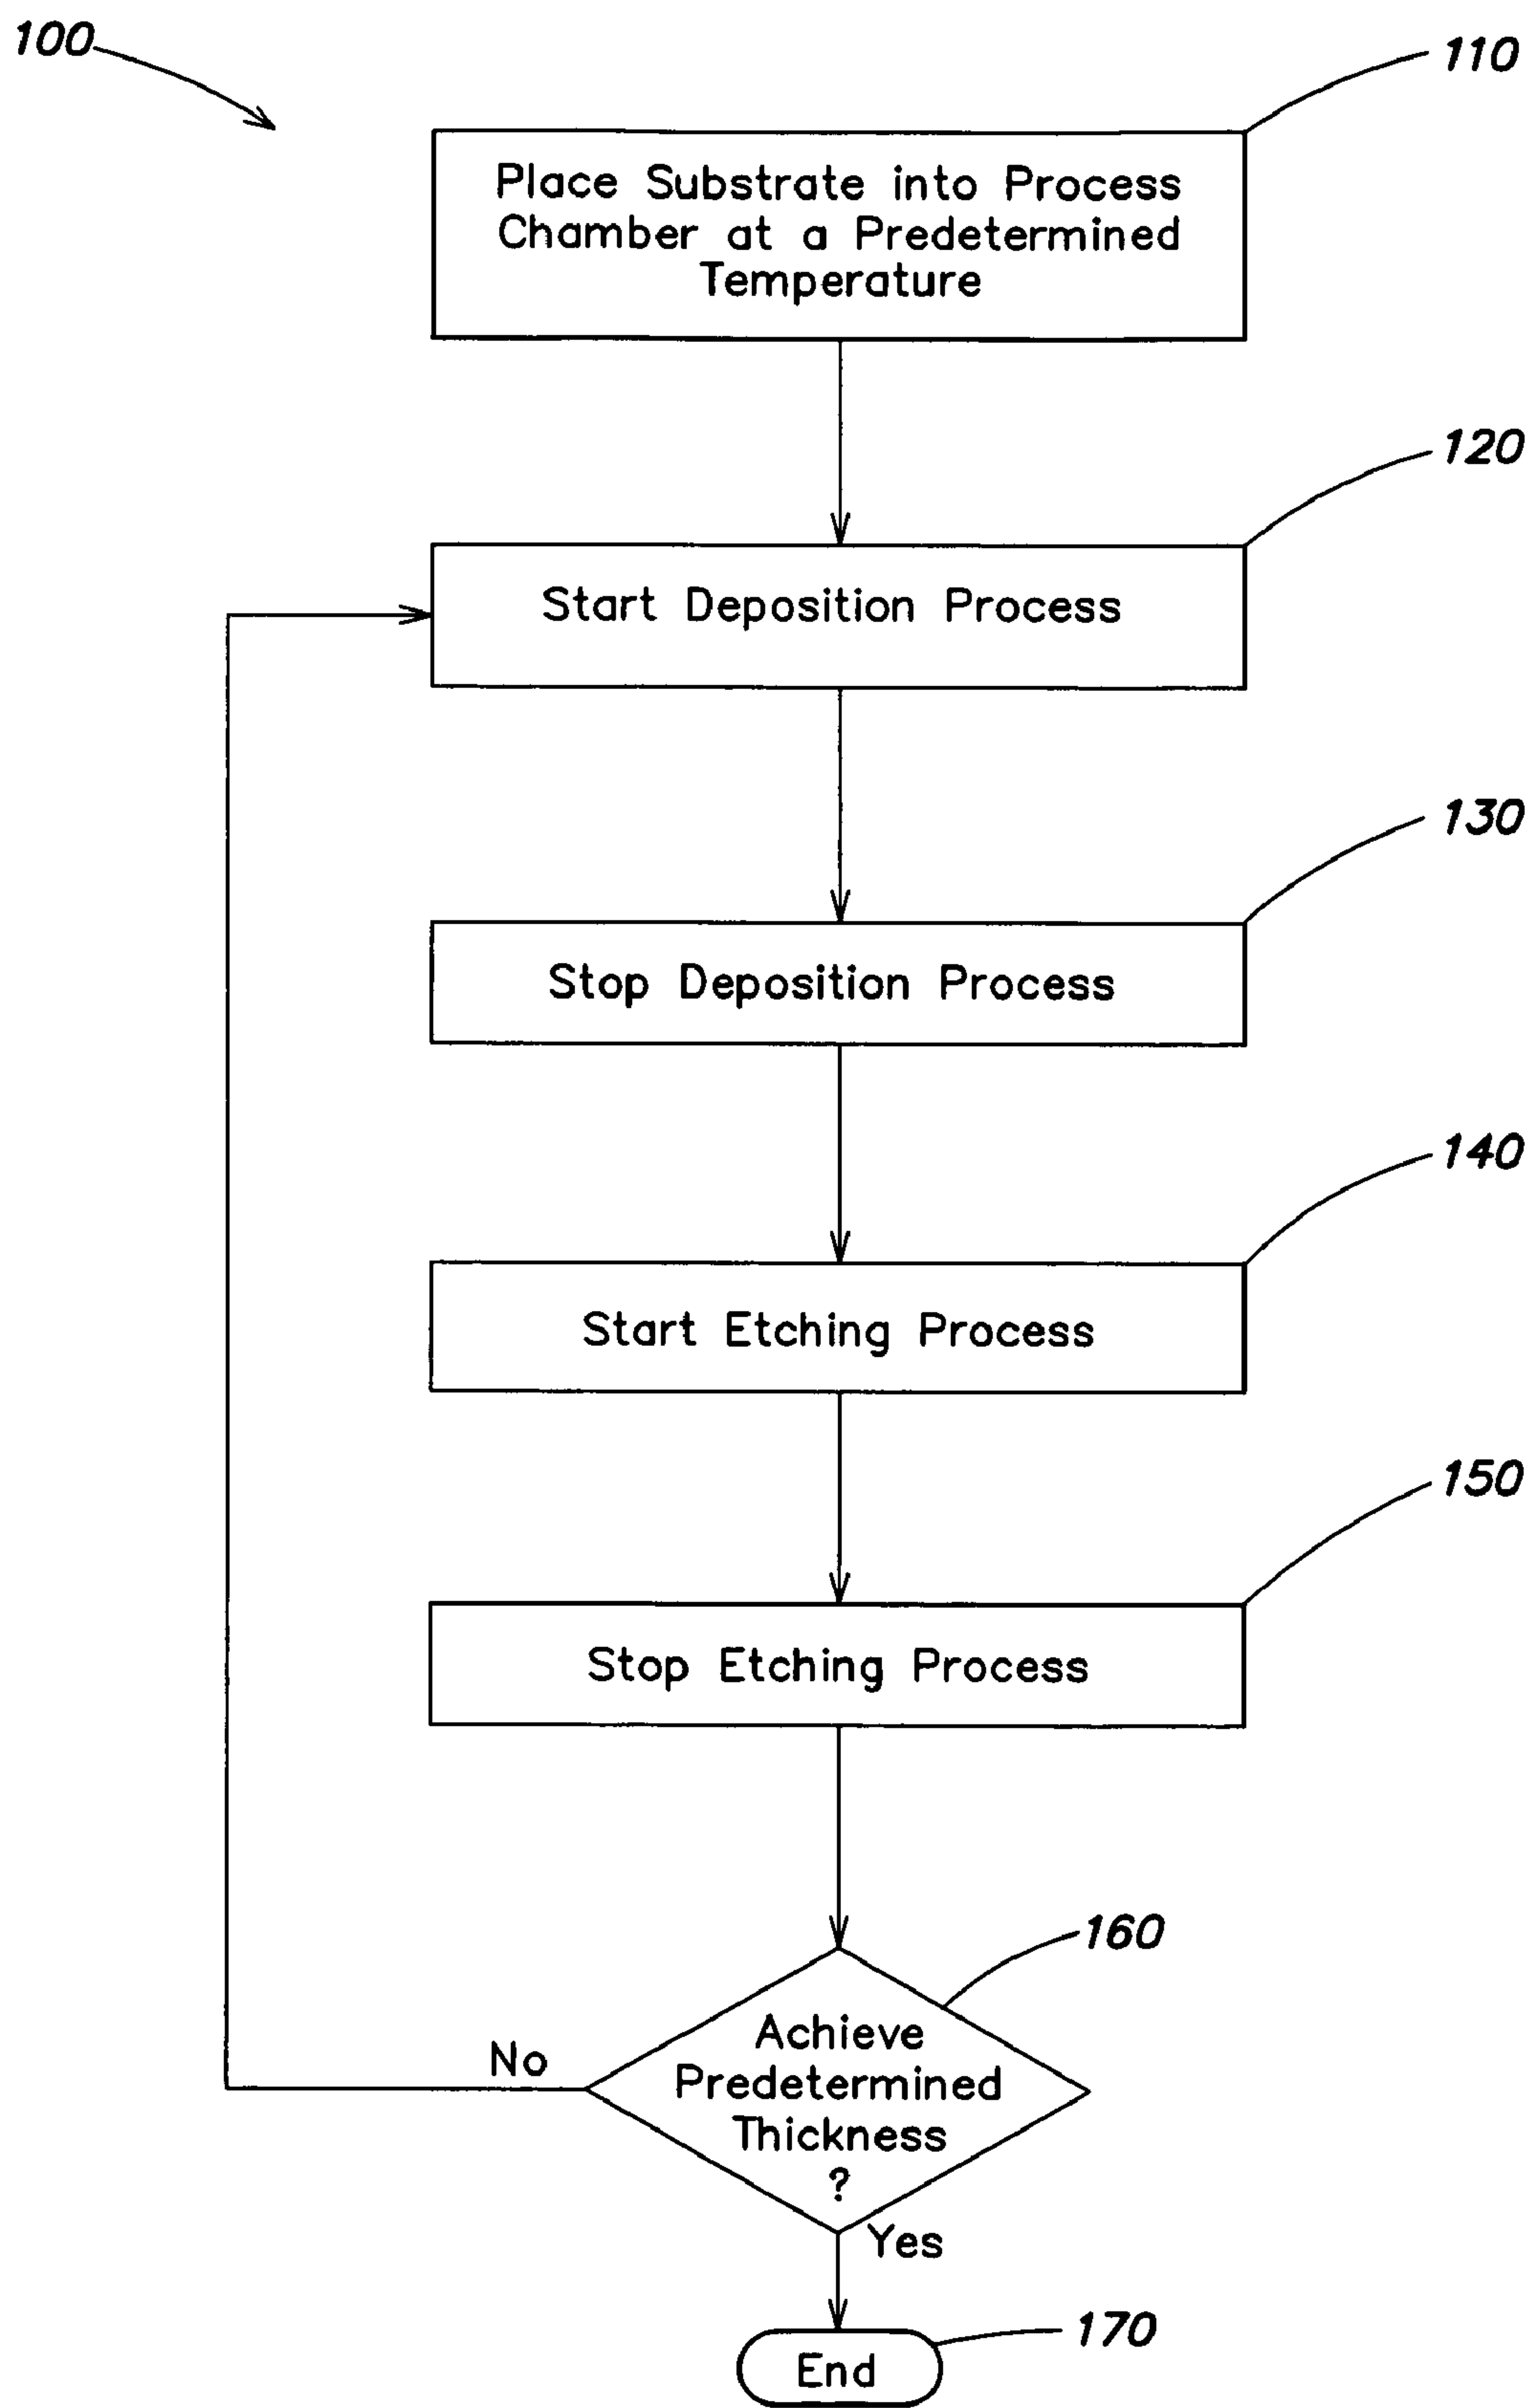 100
110
Place Substrate into Process
Chamber at a Predetermined
Temperature
120
Start Deposition Process
130
Stop Deposition Process
140
Start Etching Process
150
Stop Etching Process
160
Achieve
Predetermined
Thickness
?
No
Yes
170
End